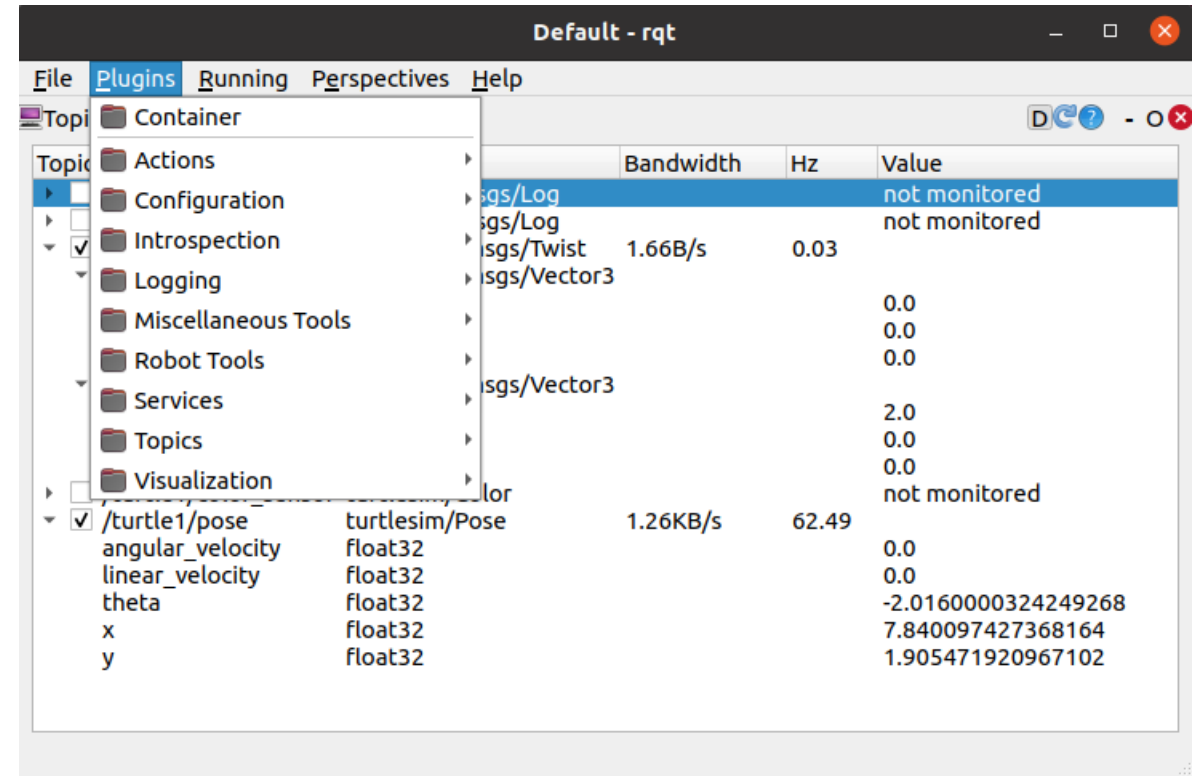 Default - rqt
File Plugins Running Perspectives Help
Topi
Container
D ? - O
Actions
Topic Bandwidth Hz Value
Configuration
sgs/Log not monitored
sgs/Log not monitored
Introspection
sgs/Twist 1.66B/s 0.03
Logging
sgs/Vector3
0.0
Miscellaneous Tools
0.0
Robot Tools
0.0
sgs/Vector3
Services
2.0
Topics
0.0
0.0
Visualization
not monitored
/turtle1/pose turtlesim/Pose 1.26KB/s 62.49
angular_velocity float32 0.0
linear_velocity float32 0.0
theta float32 -2.0160000324249268
x float32 7.840097427368164
y float32 1.905471920967102